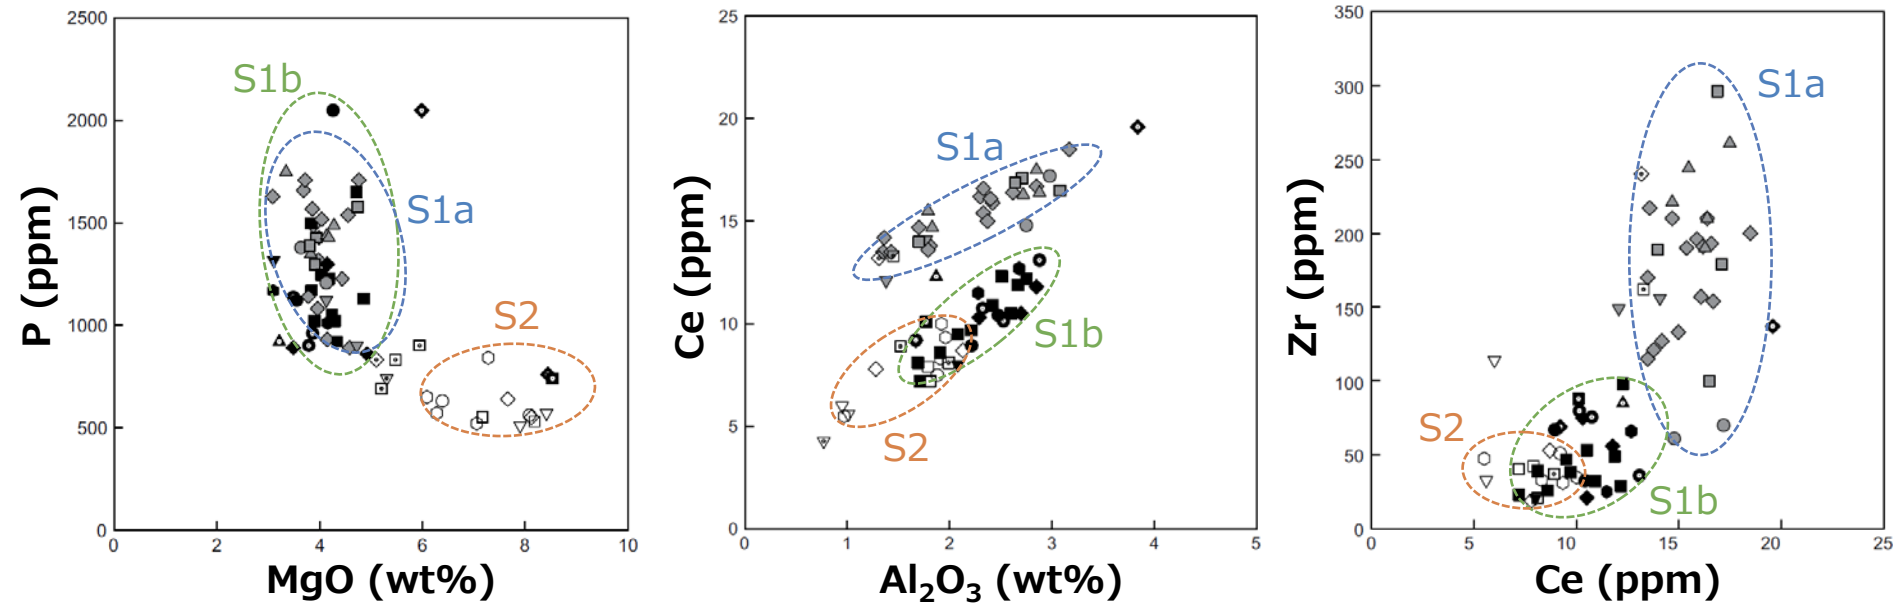 2500
2000
1500
1000
500
0
0
2
4
6
8
10
P (ppm)
MgO (wt%)
S1b
S1a
S2
25
20
15
10
5
0
0
1
2
3
4
5
Ce (ppm)
Al₂O₃ (wt%)
S1a
S1b
S2
350
300
250
200
150
100
50
0
0
5
10
15
20
25
Zr (ppm)
Ce (ppm)
S1a
S2
S1b